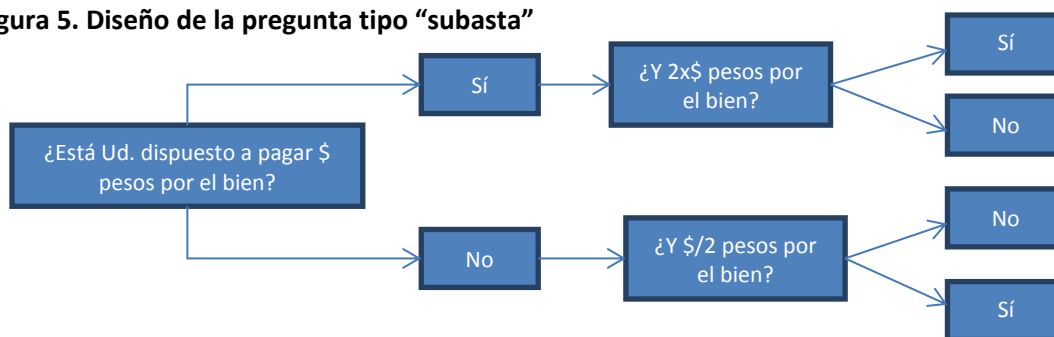 gura 5. Diseño de la pregunta tipo “subasta”
Sí
¿Y 2x$ pesos por
el bien?
Sí
No
¿Está Ud. dispuesto a pagar $
pesos por el bien?
No
¿Y $/2 pesos por
el bien?
No
Sí